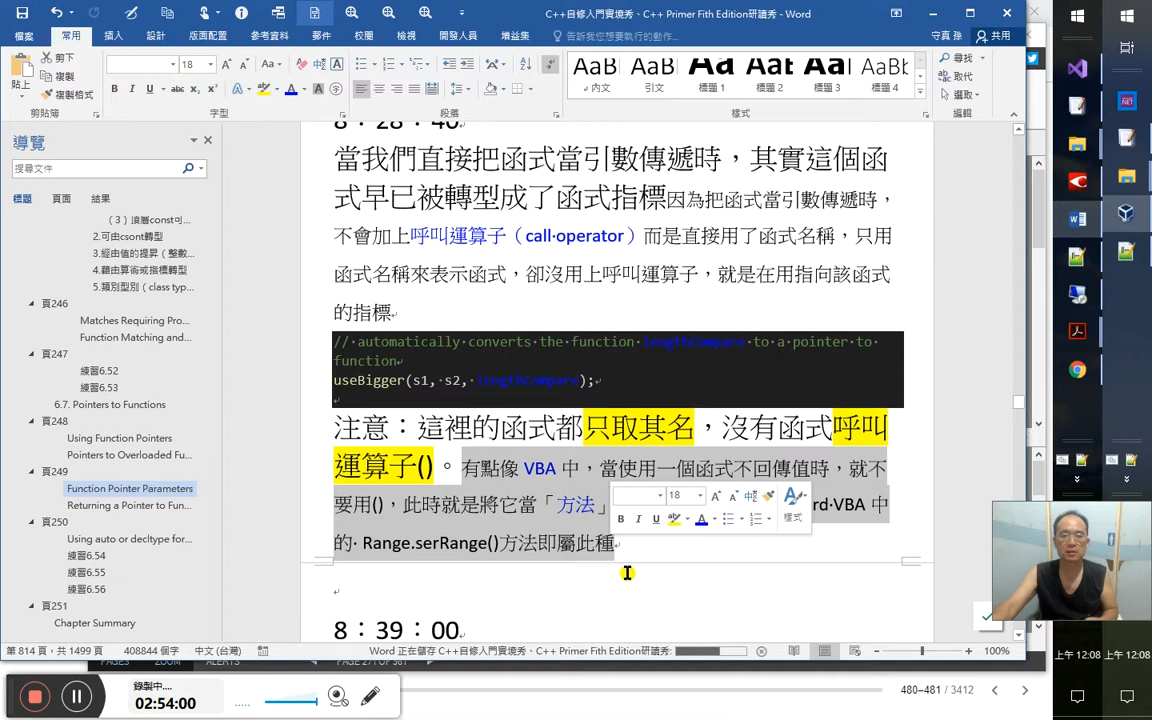 C++自修入門實境秀、C++ Primer Fith Edition研讀秀 - Word
檔案 常用 插入 設計 版面配置 參考資料 郵件 校閱 檢視 開發人員 增益集 告訴我您想要執行的動作... 守真 孫 共用
剪下
複製
複製格式
貼上
18
AaB AaB AaB AaB AaB AaBb
內文 引文 標題 1 標題 2 標題 3 標題 4
尋找
取代
選取
剪貼簿 字型 段落 樣式 編輯
導覽
搜尋文件
標題 頁面 結果
（3）頂層const可...
2.可由csont轉型
3.經由值的提昇（整數...
4.藉由算術或指標轉型
5.類別型別（class typ...
頁246
Matches Requiring Pro...
Function Matching and...
頁247
練習6.52
練習6.53
6.7. Pointers to Functions
頁248
Using Function Pointers
Pointers to Overloaded Fu...
頁249
Function Pointer Parameters
Returning a Pointer to Fun...
頁250
Using auto or decltype for...
練習6.54
練習6.55
練習6.56
頁251
Chapter Summary
8：28：40
當我們直接把函式當引數傳遞時，其實這個函
式早已被轉型成了函式指標因為把函式當引數傳遞時，
不會加上呼叫運算子（call·operator）而是直接用了函式名稱，只用
函式名稱來表示函式，卻沒用上呼叫運算子，就是在用指向該函式
的指標
//·automatically·converts·the·function·lengthCompare·to·a·pointer·to·
function
useBigger(s1,·s2,·lengthCompare);
注意：這裡的函式都只取其名，沒有函式呼叫
運算子()。有點像 VBA 中，當使用一個函式不回傳值時，就不
要用()，此時就是將它當「方法」
rd·VBA 中
的· Range.serRange()方法即屬此種
18
樣式
8：39：00
第 814 頁，共 1499 頁 408844 個字 中文 (台灣) Word 正在儲存 C++自修入門實境秀、C++ Primer Fith Edition研讀秀: 100%
PAGES ZOOM ALERTS
480–481 / 3412
錄製中...
02:54:00
上午 12:08 上午 12:08